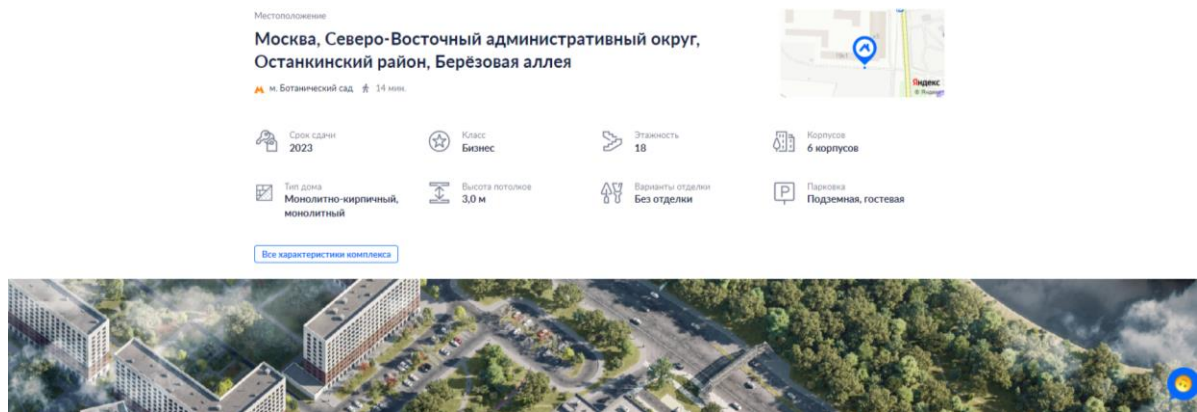 Местоположение
Москва, Северо-Восточный административный округ,
Останкинский район, Берёзовая аллея
м. Ботанический сад 14 мин.
Яндекс
Срок сдачи
2023
Класс
Бизнес
Этажность
18
Корпусов
6 корпусов
Тип дома
Монолитно-кирпичный,
монолитный
Высота потолков
3,0 м
Варианты отделки
Без отделки
Парковка
Подземная, гостевая
Все характеристики комплекса